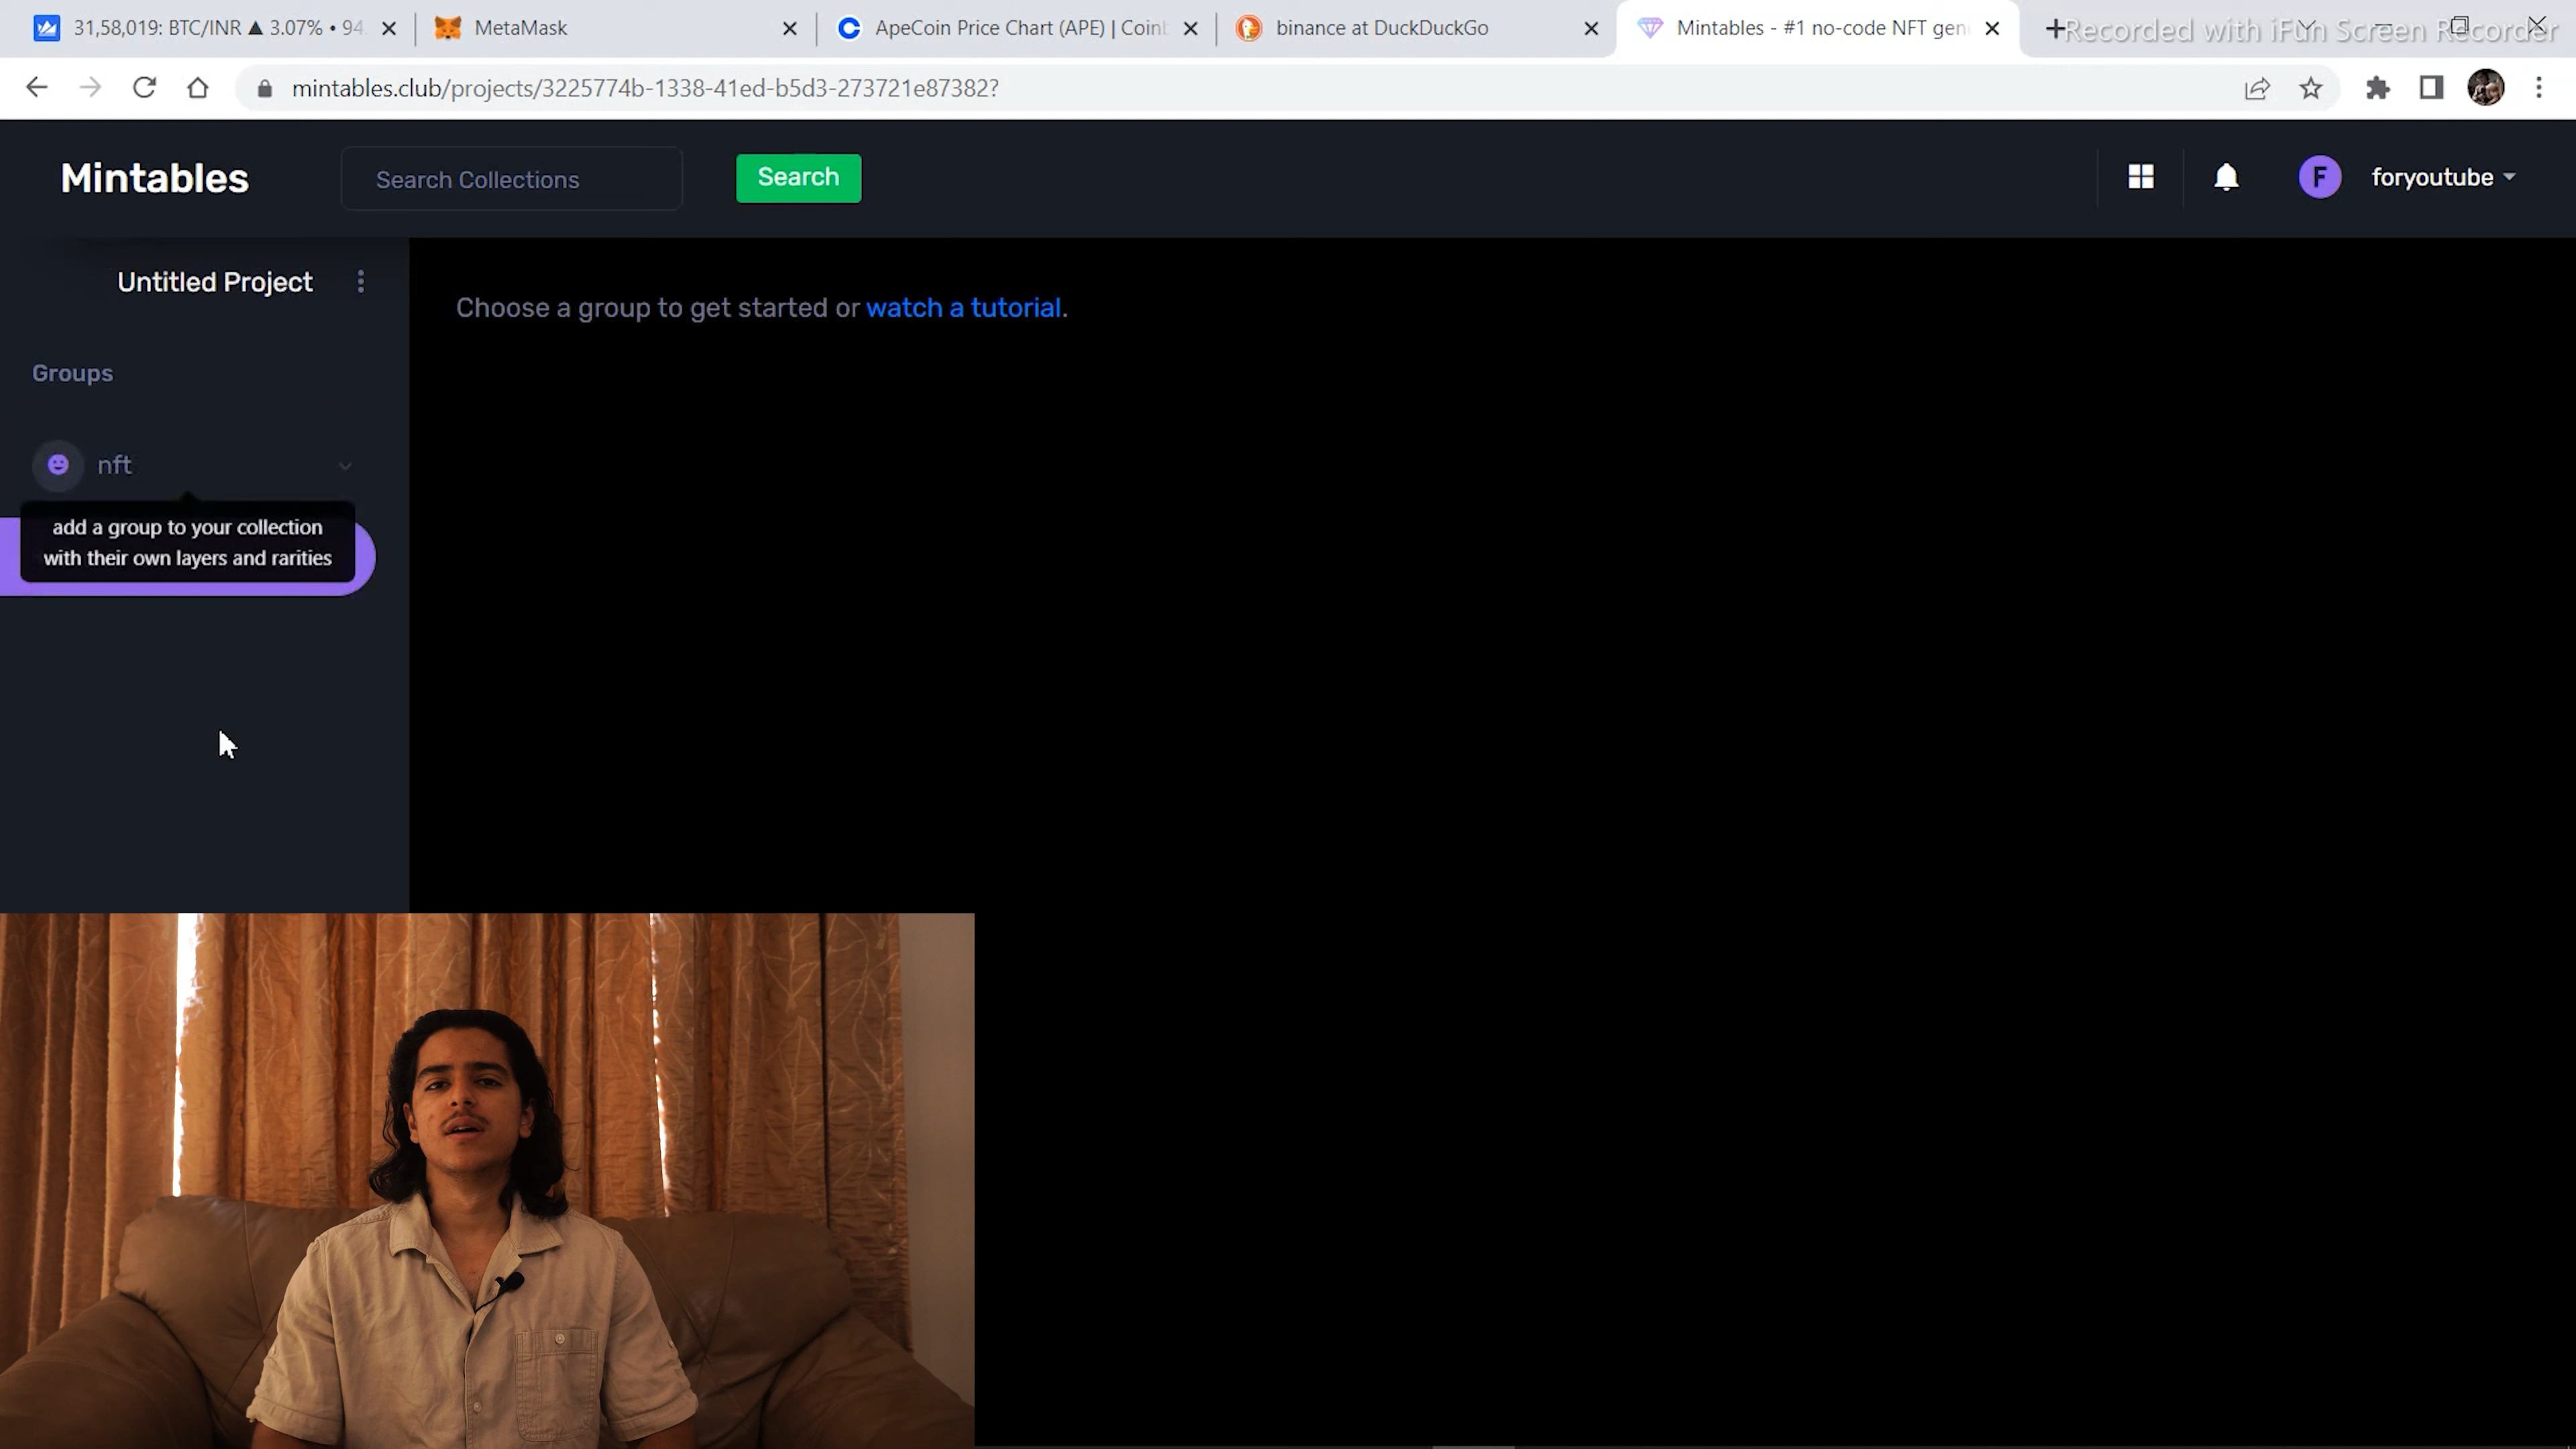 31,58,019: BTC/INR ▲ 3.07% • 94
MetaMask
ApeCoin Price Chart (APE) | Coinb
binance at DuckDuckGo
Mintables - #1 no-code NFT gen
Recorded with iFun Screen Recorder
mintables.club/projects/3225774b-1338-41ed-b5d3-273721e87382?
Mintables
Search Collections
Search
F
foryoutube
Untitled Project
Choose a group to get started or watch a tutorial.
Groups
nft
add a group to your collection
with their own layers and rarities